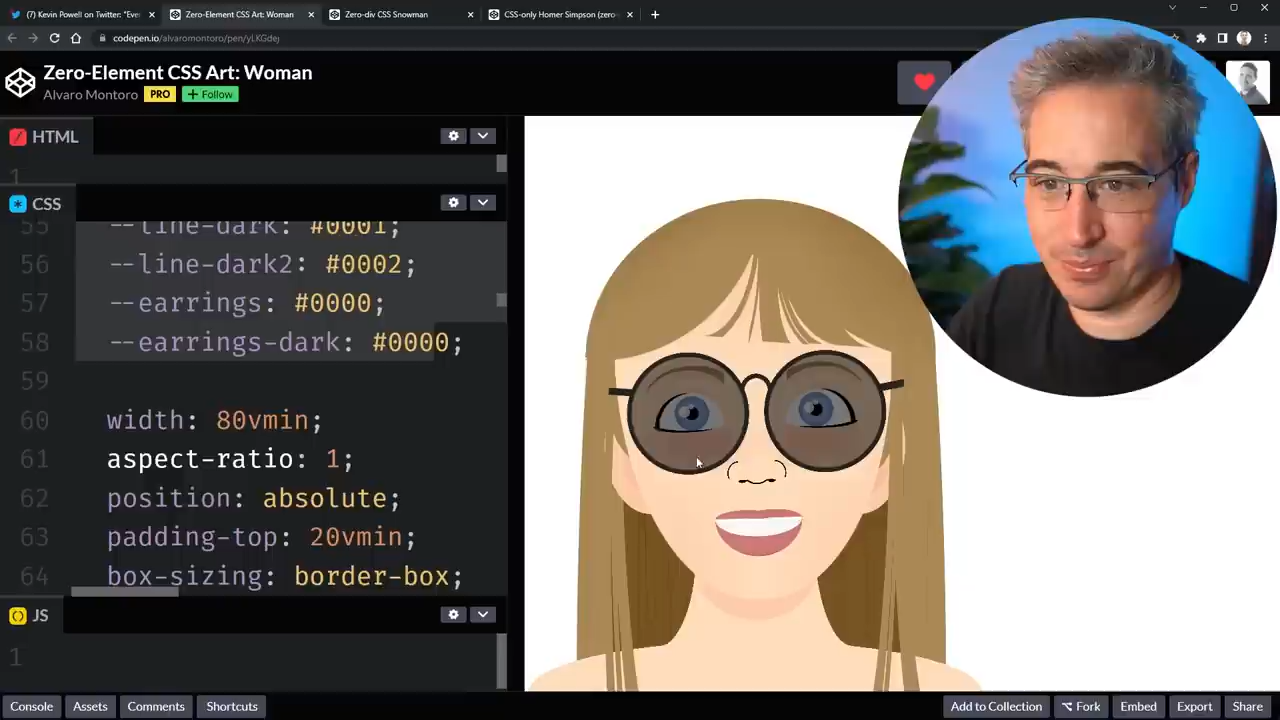 (7) Kevin Powell on Twitter: "Ever
Zero-Element CSS Art: Woman
Zero-div CSS Snowman
CSS-only Homer Simpson (zero-
codepen.io/alvaromontoro/pen/yLKGdej
Zero-Element CSS Art: Woman
Alvaro Montoro
PRO
+ Follow
HTML
1
CSS
55 --line-dark: #0001;
56 --line-dark2: #0002;
57 --earrings: #0000;
58 --earrings-dark: #0000;
59
60 width: 80vmin;
61 aspect-ratio: 1;
62 position: absolute;
63 padding-top: 20vmin;
64 box-sizing: border-box;
JS
1
Console
Assets
Comments
Shortcuts
Add to Collection
Fork
Embed
Export
Share